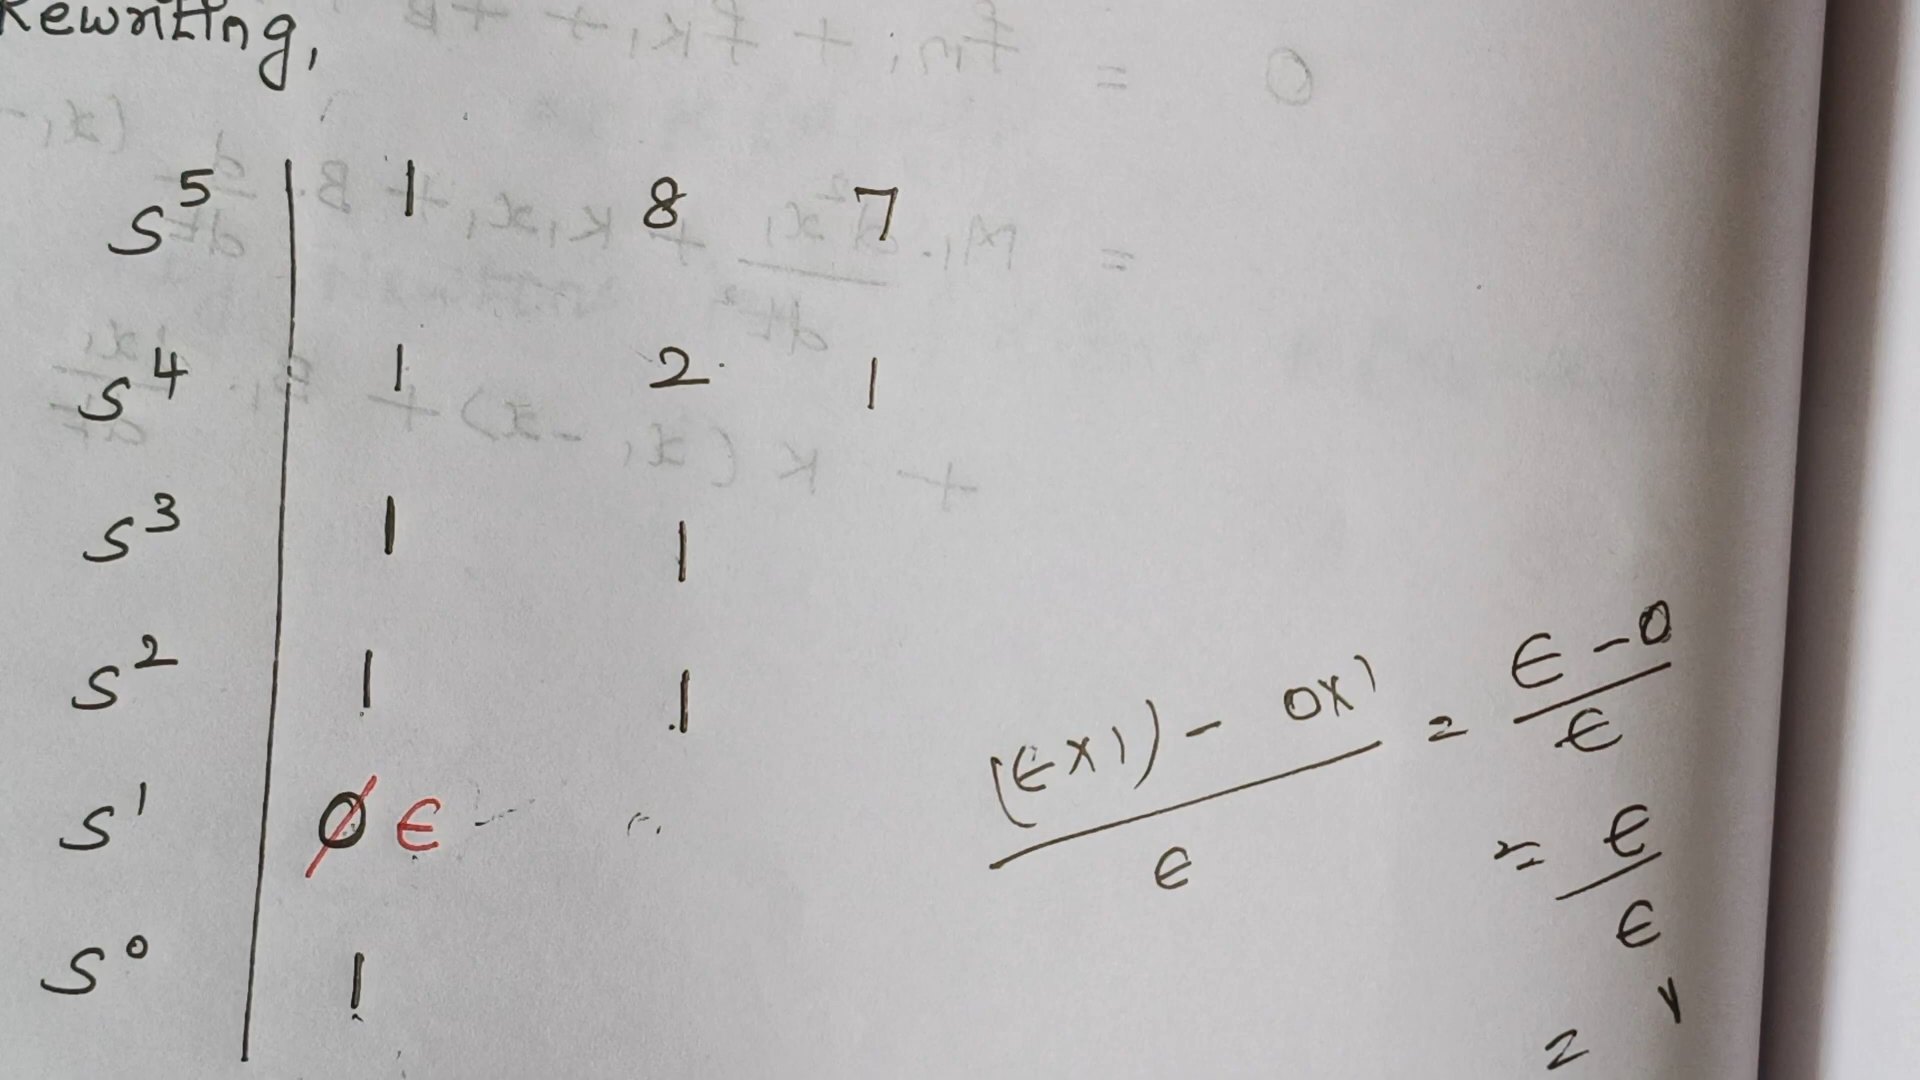 Rewriting,
s⁵ | 1 8 7
s⁴ | 1 2 1
s³ | 1 1
s² | 1 1
s¹ | 0 ϵ
s⁰ | 1
(ϵ×1) - 0×1 / ϵ = ϵ - 0 / ϵ
= ϵ / ϵ
= 1